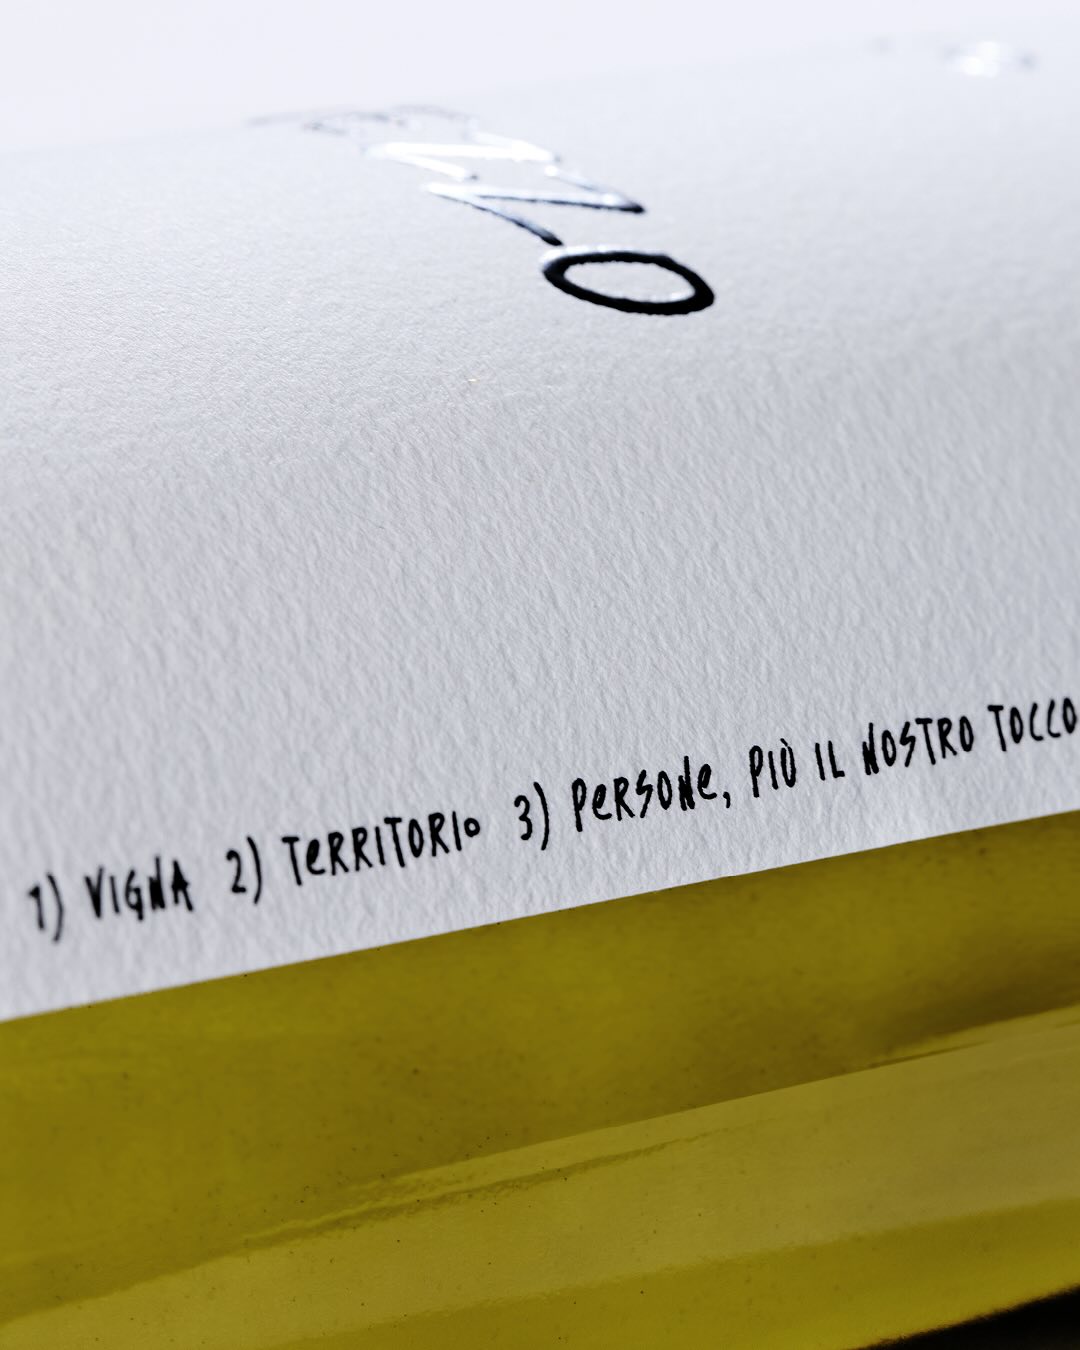 1) VIGNA 2) TeRRITORIO 3) PeRSONe, PIÙ IL NOSTRO TOCCO